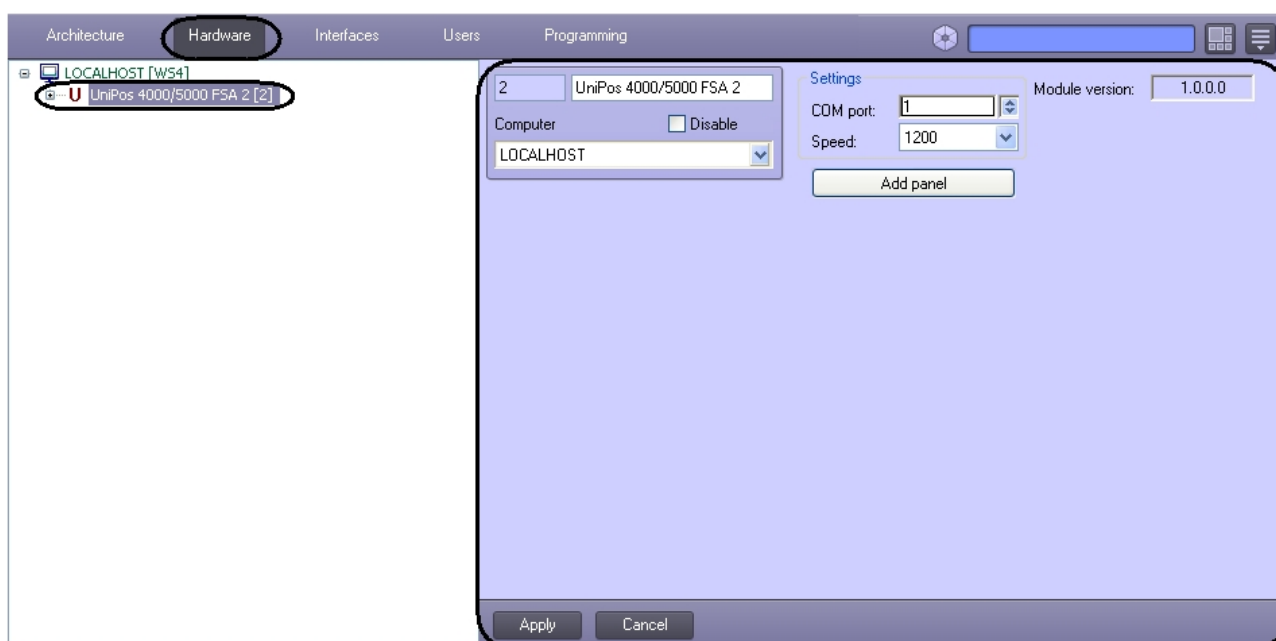 Architecture Hardware Interfaces Users Programming
LOCALHOST [WS4]
U UniPos 4000/5000 FSA 2 [2]
2 UniPos 4000/5000 FSA 2
Computer Disable
LOCALHOST
Settings
COM port: 1
Speed: 1200
Add panel
Module version: 1.0.0.0
Apply Cancel